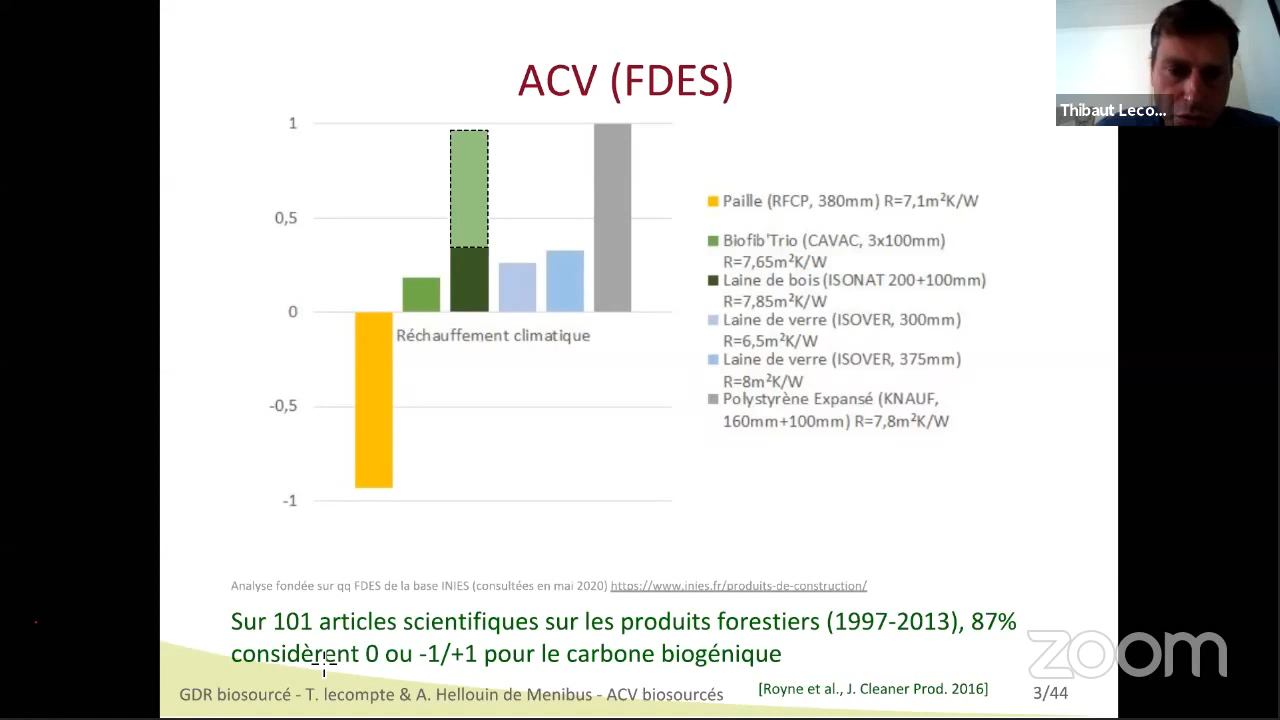 ACV (FDES)
Thibaut Leco...
1
0,5
0
-0,5
-1
Réchauffement climatique
Paille (RFCP, 380mm) R=7,1m²K/W
Biofib'Trio (CAVAC, 3x100mm)
R=7,65m²K/W
Laine de bois (ISONAT 200+100mm)
R=7,85m²K/W
Laine de verre (ISOVER, 300mm)
R=6,5m²K/W
Laine de verre (ISOVER, 375mm)
R=8m²K/W
Polystyrène Expansé (KNAUF,
160mm+100mm) R=7,8m²K/W
Analyse fondée sur qq FDES de la base INIES (consultées en mai 2020) https://www.inies.fr/produits-de-construction/
Sur 101 articles scientifiques sur les produits forestiers (1997-2013), 87%
considèrent 0 ou -1/+1 pour le carbone biogénique
zoom
GDR biosourcé - T. lecompte & A. Hellouin de Menibus - ACV biosourcés
[Royne et al., J. Cleaner Prod. 2016]
3/44